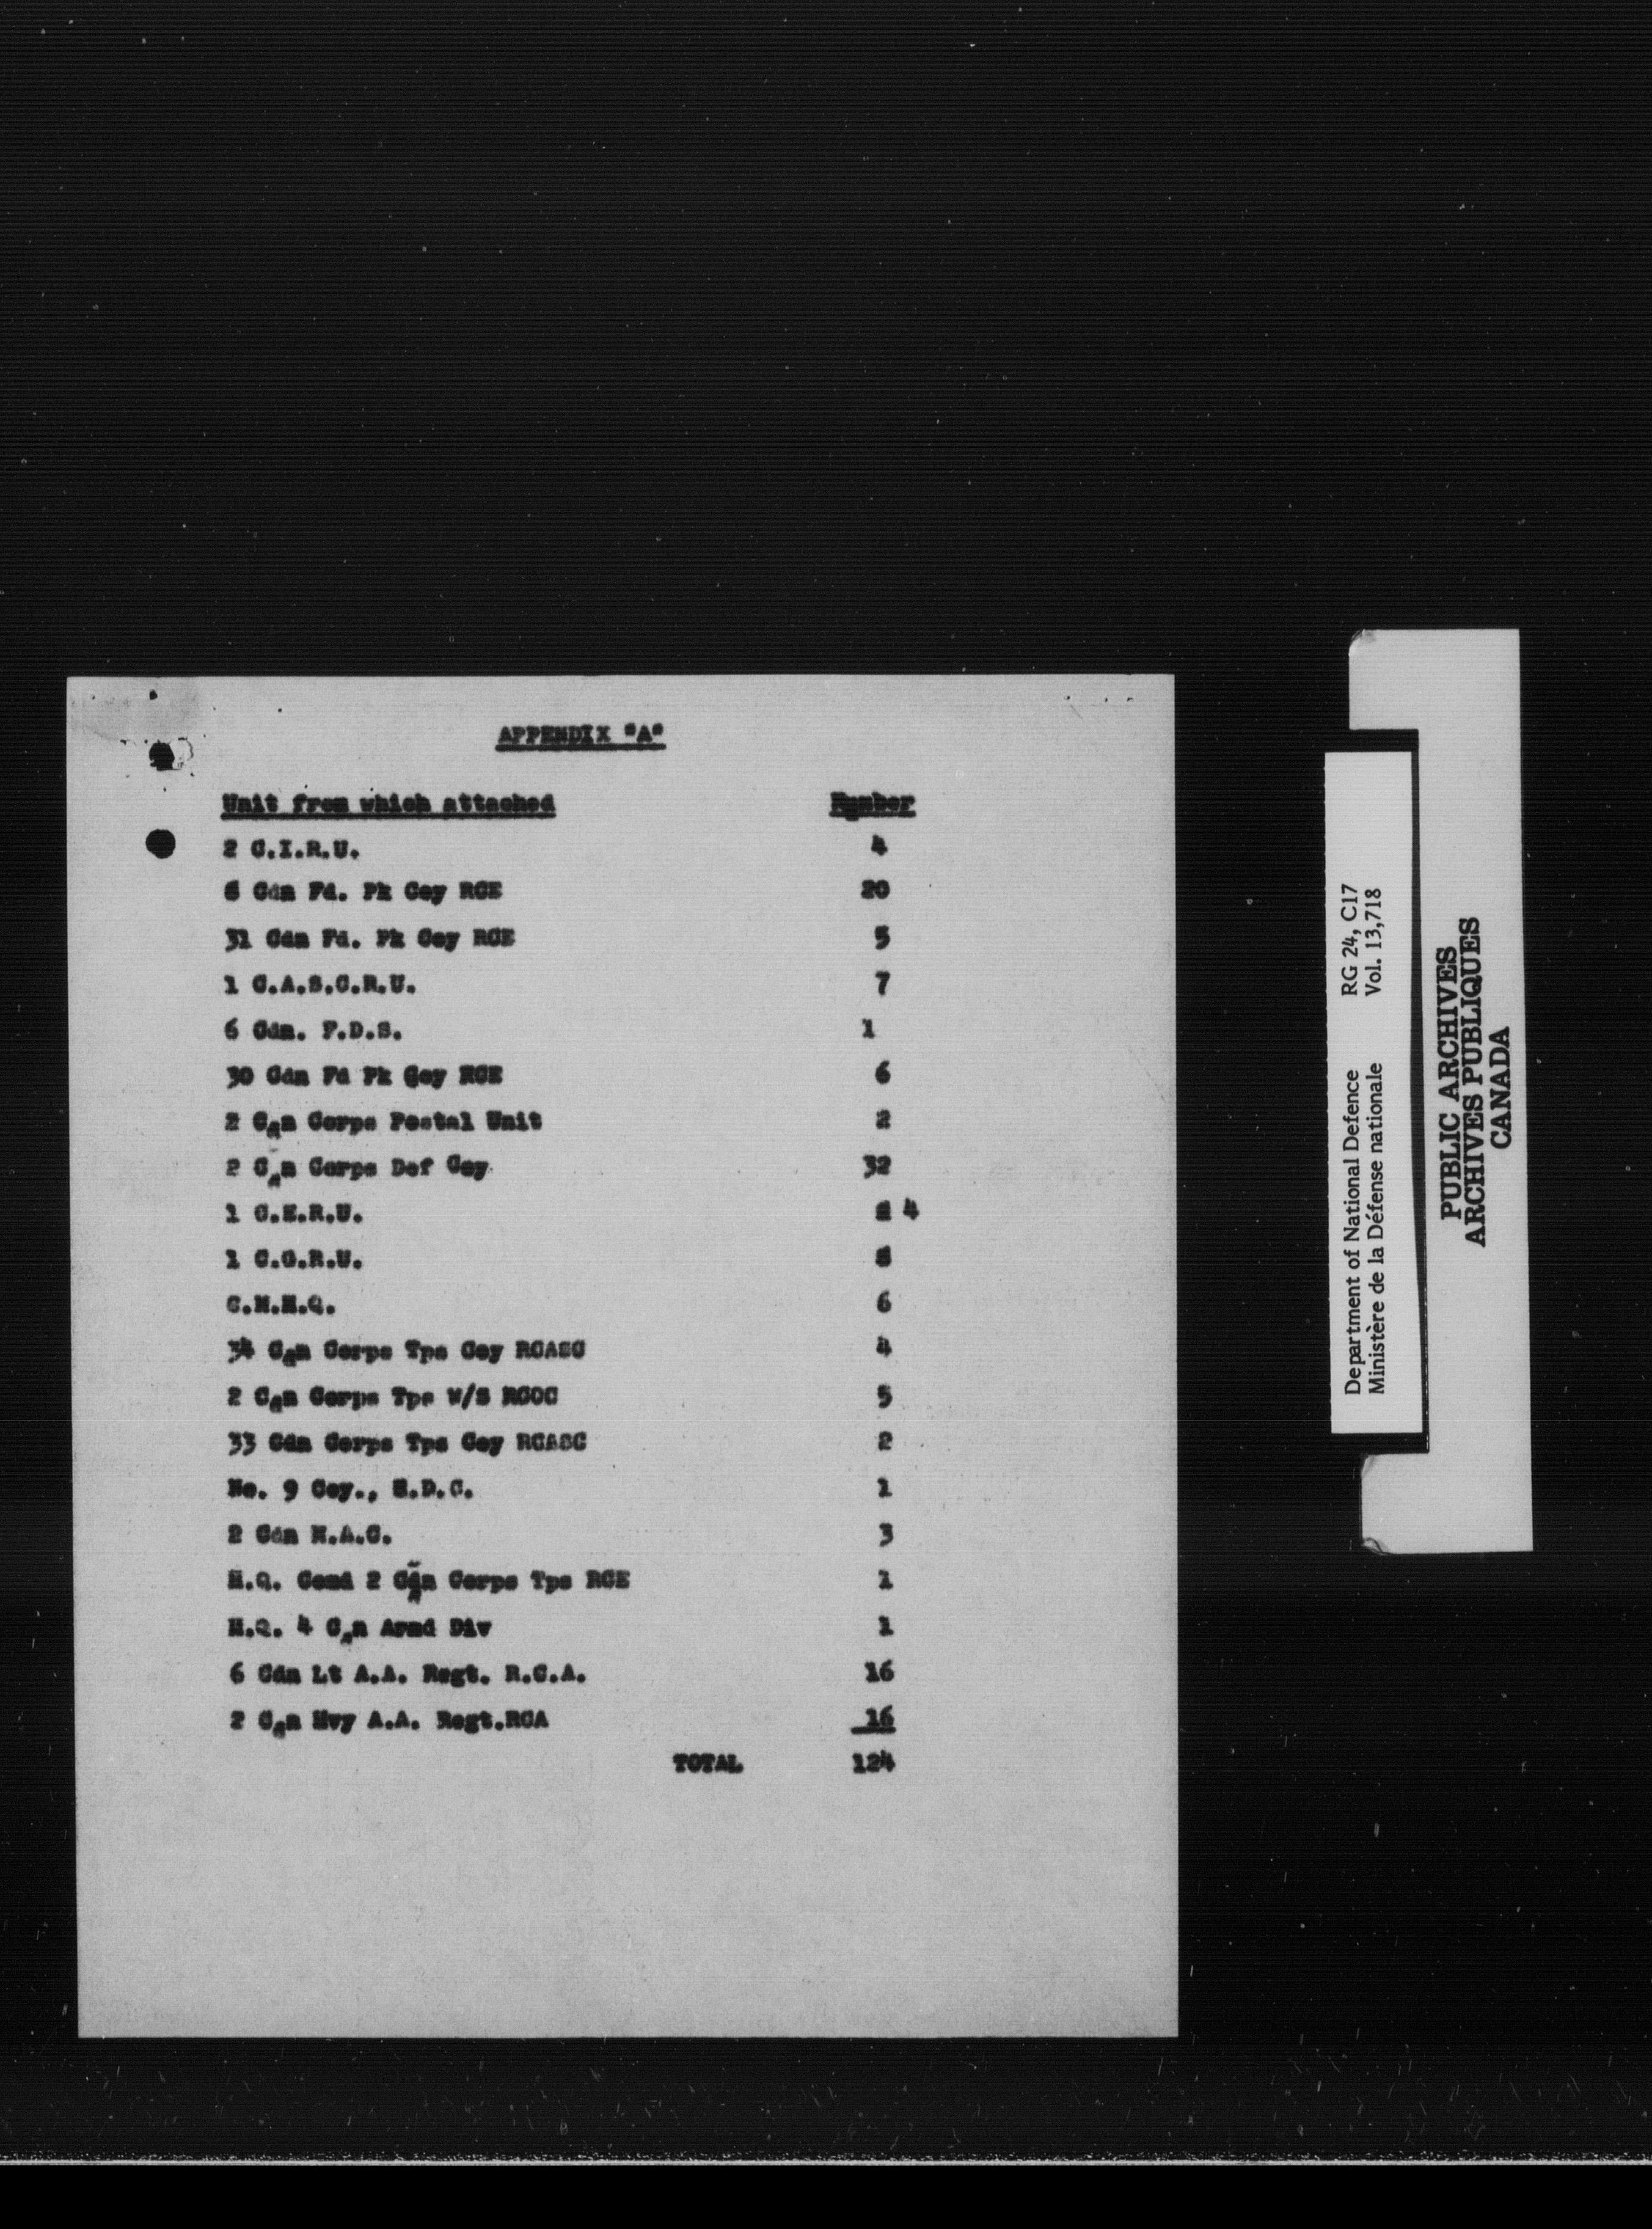 APPENDIX "A"
Unit from which attached Number
2 C.I.R.U. 4
Cdn Fd. Pk Coy RCE 20
31 Cdn Fd. Pk Coy RCE 5
1 C.A.S.C.R.U. 7
6 Cdn. F.D.S. 1
30 Cdn Fd Pk Coy RCE 6
2 Cdn Corps Postal Unit 2
2 Cdn Corps Def Coy 32
1 C.E.R.U. 4
1 C.G.R.U.
C.M.H.Q. 6
34 Cdn Corps Tps Coy RCASC 4
2 Cdn Corps Tps W/S RCOC 5
33 Cdn Corps Tps Coy RCASC 2
No. 9 Coy., 1
2 Cdn 3
H.Q. Comd 2 Cdn Corps Tps RCE 1
H.Q. 4 Cdn Armd Div 1
6 Cdn Lt A.A. Regt. R.C.A. 16
2 Cdn Hvy A.A. Regt.RCA 16
TOTAL 124
Department of National Defence RG 24, C17
Ministère de la Défense nationale Vol. 13,718
PUBLIC ARCHIVES
ARCHIVES PUBLIQUES
CANADA